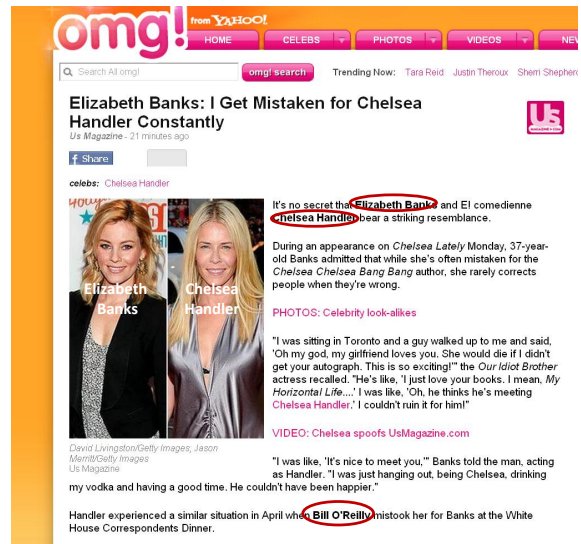 omg! from YAHOO!
HOME CELEBS PHOTOS VIDEOS NE
Search All omg! omg! search Trending Now: Tara Reid Justin Theroux Sherri Shepherd
Elizabeth Banks: I Get Mistaken for Chelsea
Handler Constantly
Us Magazine - 21 minutes ago
Us
MAGAZINE.COM
f Share
celebs: Chelsea Handler
Elizabeth
Banks
Chelsea
Handler
David Livingston/Getty Images; Jason
Merritt/Getty Images
Us Magazine
It's no secret that Elizabeth Banks and E! comedienne
Chelsea Handler bear a striking resemblance.
During an appearance on Chelsea Lately Monday, 37-year-
old Banks admitted that while she's often mistaken for the
Chelsea Chelsea Bang Bang author, she rarely corrects
people when they're wrong.
PHOTOS: Celebrity look-alikes
"I was sitting in Toronto and a guy walked up to me and said,
'Oh my god, my girlfriend loves you. She would die if I didn't
get your autograph. This is so exciting!'" the Our Idiot Brother
actress recalled. "He's like, 'I just love your books. I mean, My
Horizontal Life....' I was like, 'Oh, he thinks he's meeting
Chelsea Handler.' I couldn't ruin it for him!"
VIDEO: Chelsea spoofs UsMagazine.com
"I was like, 'It's nice to meet you,'" Banks told the man, acting
as Handler. "I was just hanging out, being Chelsea, drinking
my vodka and having a good time. He couldn't have been happier."
Handler experienced a similar situation in April when Bill O'Reilly mistook her for Banks at the White
House Correspondents Dinner.